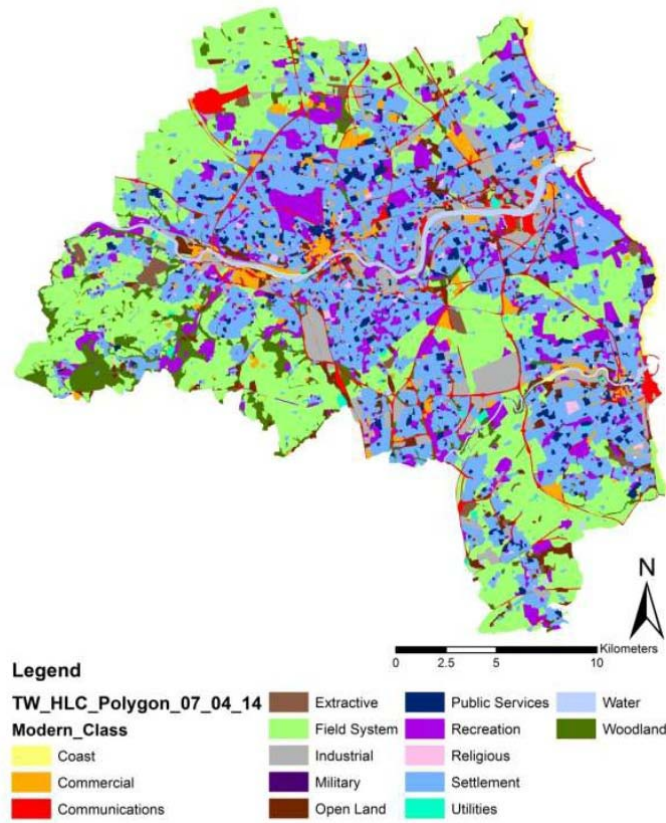 N
Kilometers
0 2.5 5 10
Legend
TW_HLC_Polygon_07_04_14
Modern_Class
Coast
Commercial
Communications
Extractive
Field System
Industrial
Military
Open Land
Public Services
Recreation
Religious
Settlement
Utilities
Water
Woodland